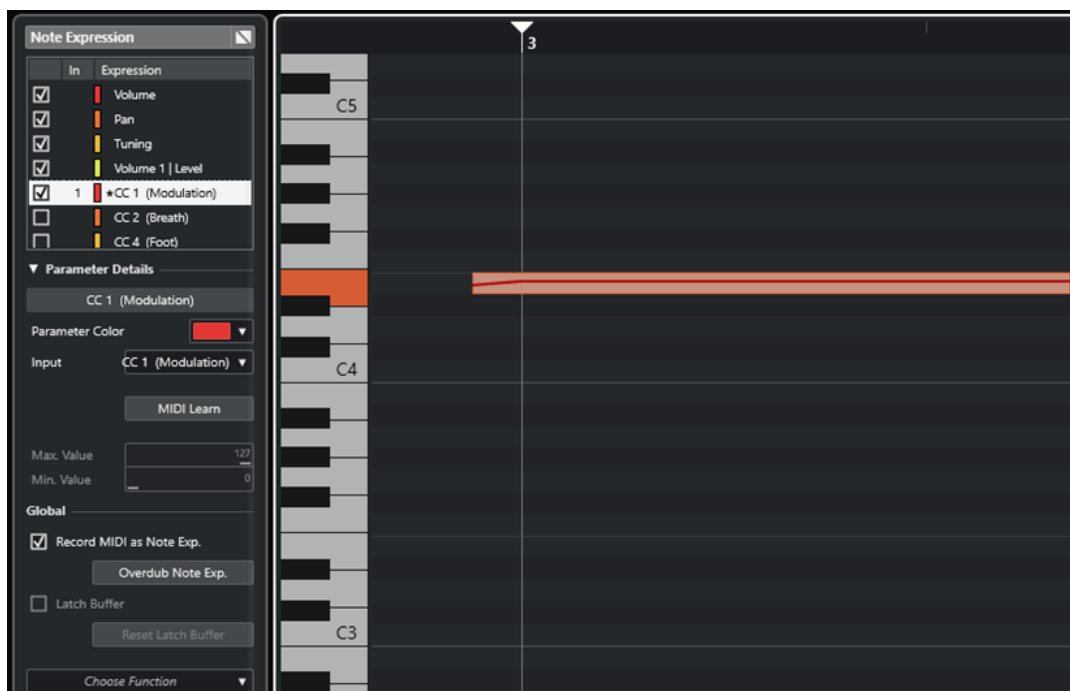 Note Expression
In Expression
Volume
Pan
Tuning
Volume 1 | Level
1 ★CC 1 (Modulation)
CC 2 (Breath)
CC 4 (Foot)
▼ Parameter Details
CC 1 (Modulation)
Parameter Color
Input CC 1 (Modulation)
MIDI Learn
Max. Value 127
Min. Value 0
Global
Record MIDI as Note Exp.
Overdub Note Exp.
Latch Buffer
Reset Latch Buffer
Choose Function
3
C5
C4
C3